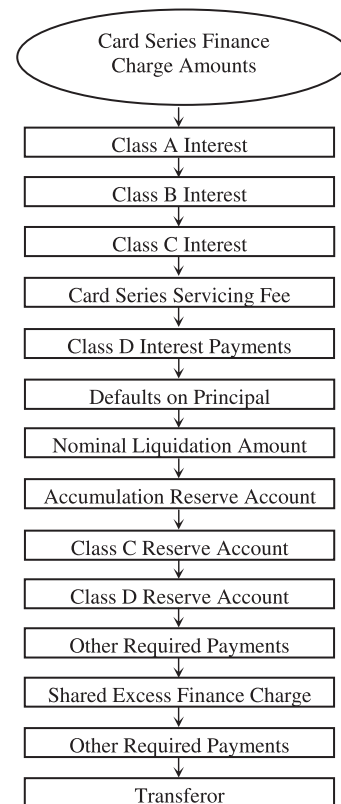 Card Series Finance
Charge Amounts
Class A Interest
Class B Interest
Class C Interest
Card Series Servicing Fee
Class D Interest Payments
Defaults on Principal
Nominal Liquidation Amount
Accumulation Reserve Account
Class C Reserve Account
Class D Reserve Account
Other Required Payments
Shared Excess Finance Charge
Other Required Payments
Transferor